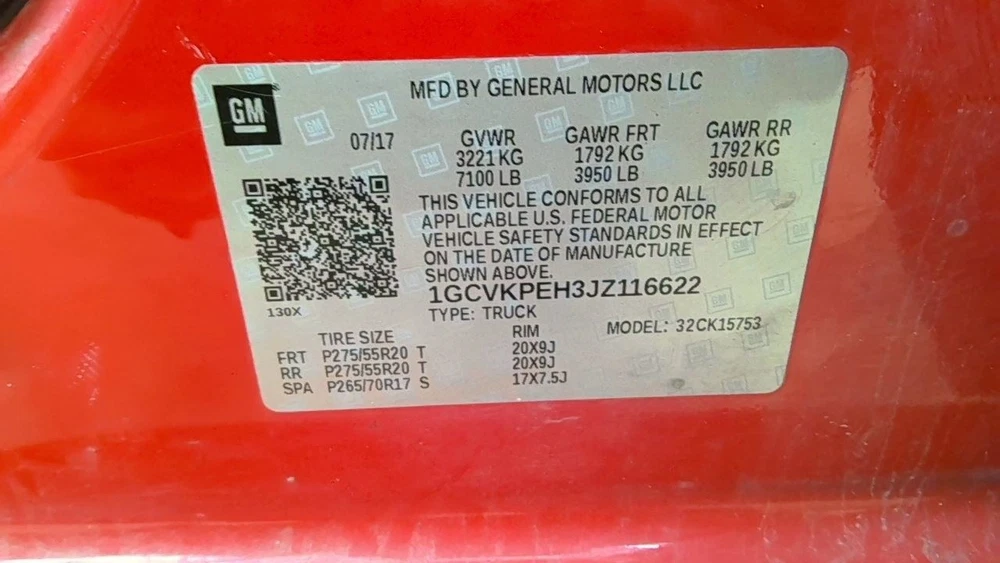 MFD BY GENERAL MOTORS LLC
GM
07/17 GVWR GAWR FRT GAWR RR
3221 KG 1792 KG 1792 KG
7100 LB 3950 LB 3950 LB
THIS VEHICLE CONFORMS TO ALL
APPLICABLE U.S. FEDERAL MOTOR
VEHICLE SAFETY STANDARDS IN EFFECT
ON THE DATE OF MANUFACTURE
SHOWN ABOVE.
1GCVKPEH3JZ116622
130X
TYPE: TRUCK
MODEL: 32CK15753
TIRE SIZE RIM
FRT P275/55R20 T 20X9J
RR P275/55R20 T 20X9J
SPA P265/70R17 S 17X7.5J